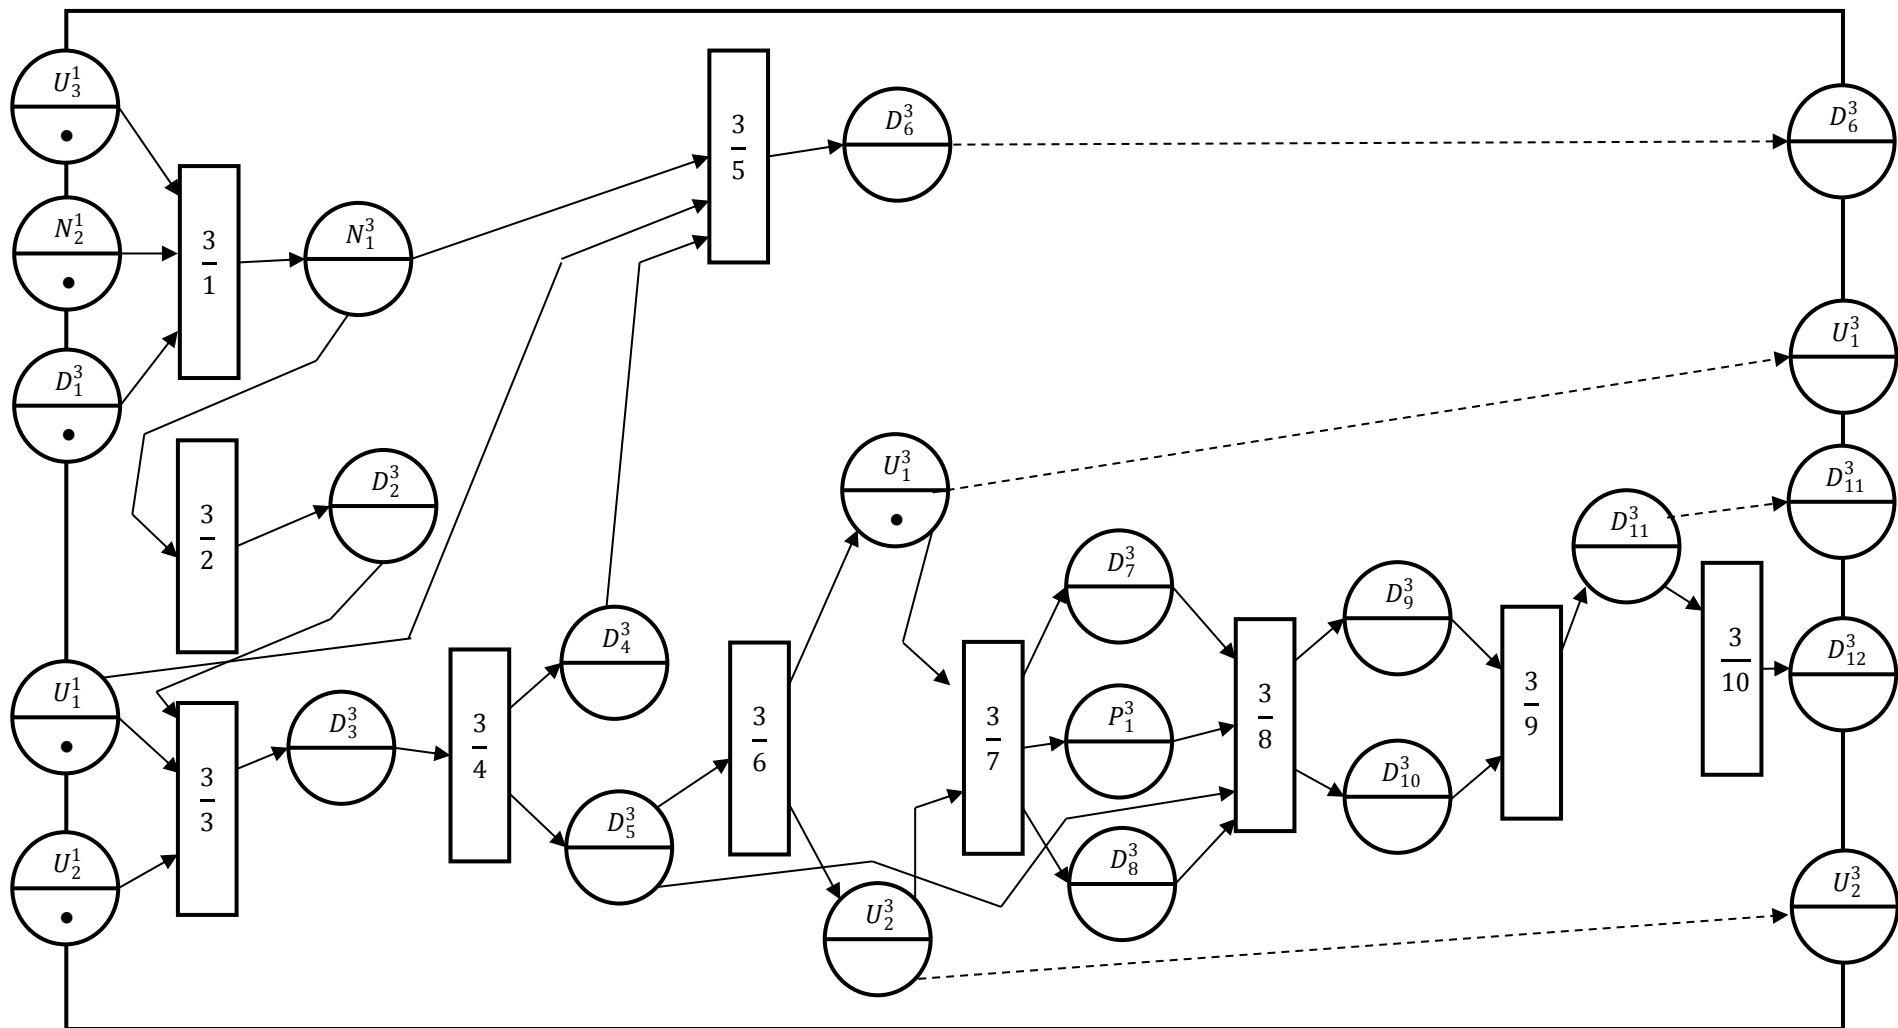 U_3^1
3/5
D_6^3
D_6^3
N_2^1
3/1
N_1^3
U_1^3
D_1^3
D_2^3
U_1^3
D_11^3
3/2
D_7^3
D_9^3
D_11^3
D_4^3
3/10
D_12^3
U_1^1
D_3^3
3/4
3/6
3/7
P_1^3
3/8
3/9
3/3
D_10^3
D_5^3
U_2^1
D_8^3
U_2^3
U_2^3